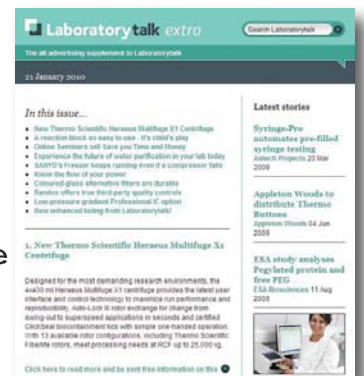 Laboratorytalk extra
Search Laboratorytalk
The all-advertising supplement to Laboratorytalk
21 January 2010
In this issue...
New Thermo Scientific Heraeus Multifuge X1 Centrifuge
A reaction block so easy to use - it's child's play
Online Seminars will Save you Time and Money
Experience the future of water purification in your lab today
SANYO's Freezer keeps running even if a compressor fails
Know the flow of your power
Coloured-glass alternative filters are durable
Randox offers true third-party quality controls
Low-pressure gradient Professional IC option
New enhanced listing from Laboratorytalk!
1. New Thermo Scientific Heraeus Multifuge X1
Centrifuge
Designed for the most demanding research environments, the
4x400 ml Heraeus Multifuge X1 centrifuge provides the latest user
interface and control technology to maximize run performance and
reproducibility. Auto-Lock III rotor exchange for change from
swing-out to superspeed applications in seconds and certified
ClickSeal biocontainment lids with simple one-handed operation.
With 13 available rotor configurations, including Thermo Scientific
Fiberlite rotors, meet processing needs at RCF up to 25,000 xg.
Click here to read more and be sent free information on this
Latest stories
Syringe-Pro
automates pre-filled
syringe testing
Astech Projects 20 Mar
2009
Appleton Woods to
distribute Thermo
Buttons
Appleton Woods 04 Jun
2009
ESA study analyses
Pegylated protein and
free PEG
ESA Biosciences 11 Aug
2008
e